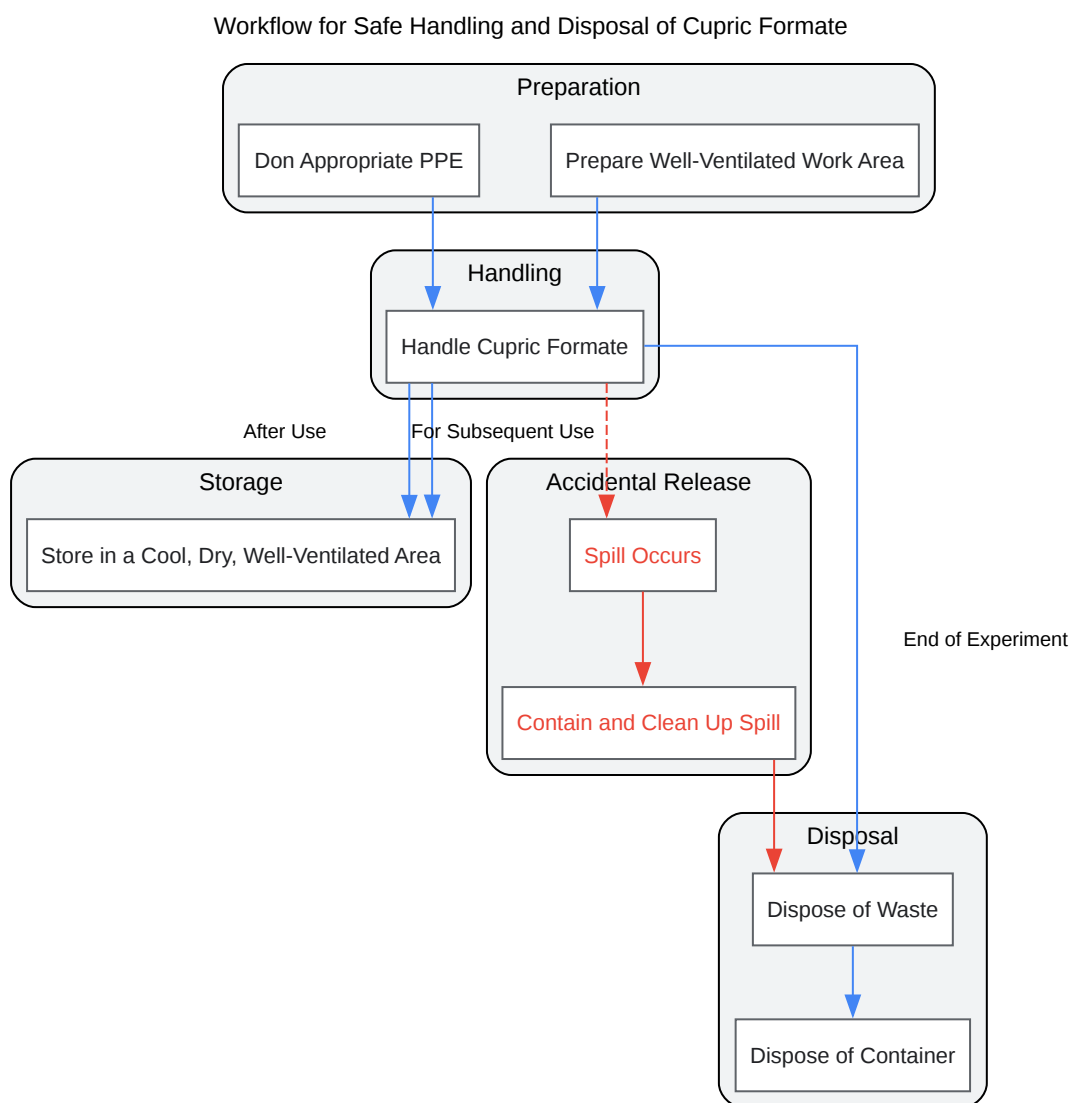 Workflow for Safe Handling and Disposal of Cupric Formate
Preparation
Don Appropriate PPE
Prepare Well-Ventilated Work Area
Handling
Handle Cupric Formate
After Use
For Subsequent Use
Storage
Store in a Cool, Dry, Well-Ventilated Area
Accidental Release
Spill Occurs
End of Experiment
Contain and Clean Up Spill
Disposal
Dispose of Waste
Dispose of Container